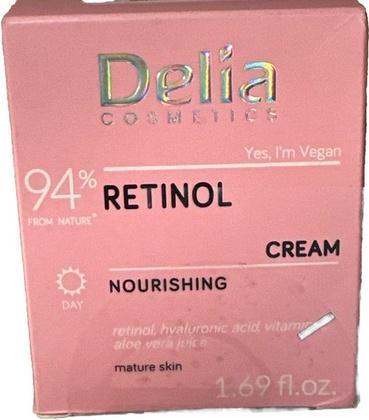 Delia
COSMETICS
Yes, I'm Vegan
94%
FROM NATURE*
RETINOL
CREAM
DAY
NOURISHING
retinol, hyaluronic acid,
aloe vera juice
mature skin
1.69 fl.oz.